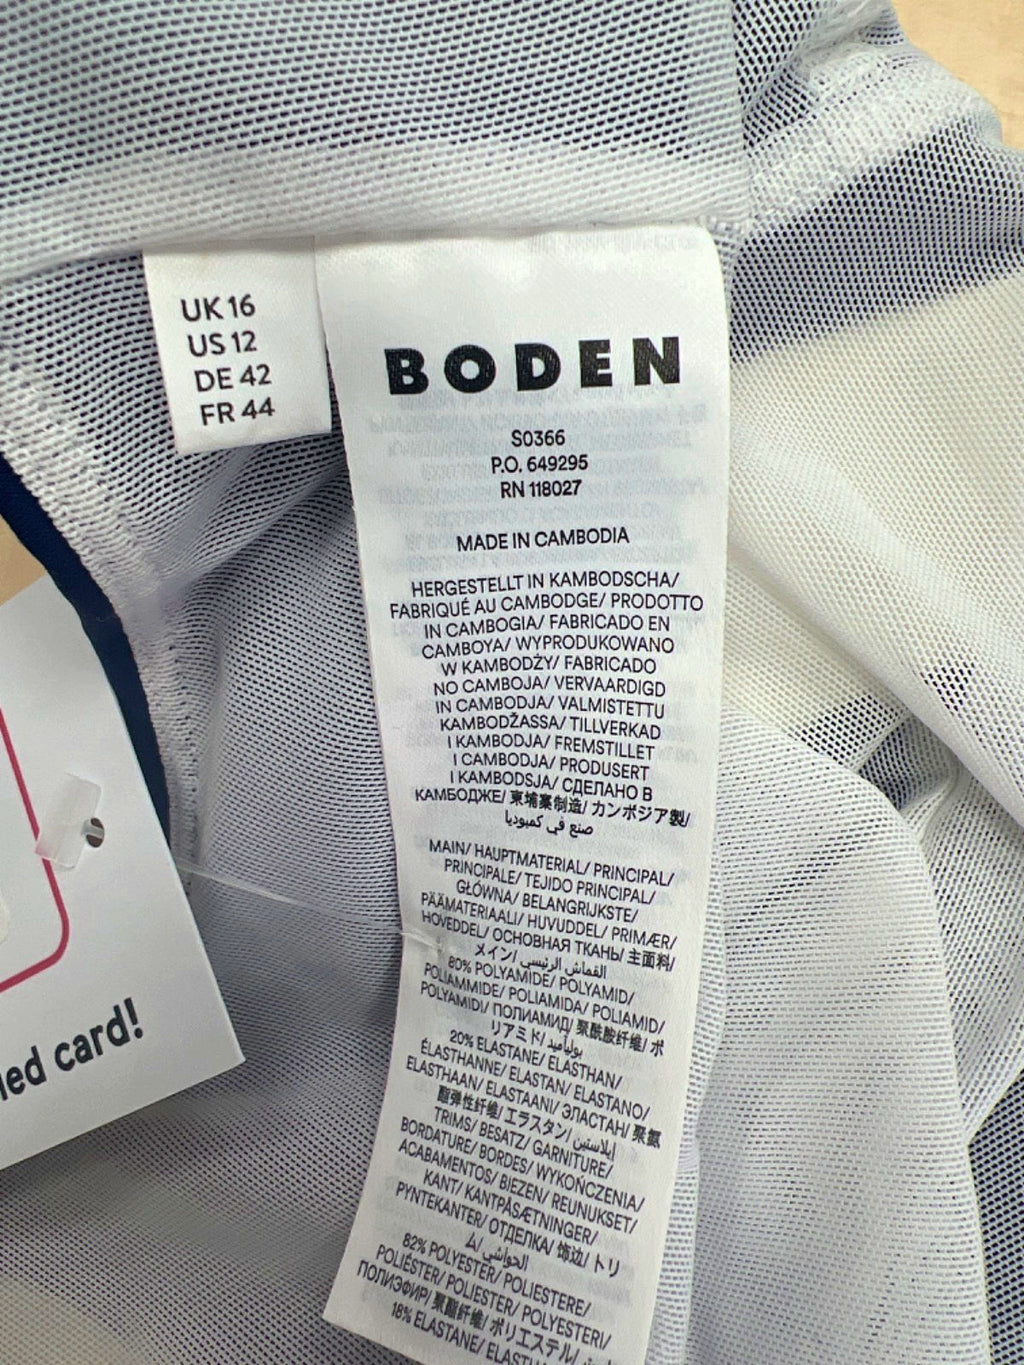 UK 16
US 12
DE 42
FR 44
BODEN
S0366
P.O. 649295
RN 118027
MADE IN CAMBODIA
HERGESTELLT IN KAMBODSCHA/
FABRIQUÉ AU CAMBODGE/ PRODOTTO
IN CAMBOGIA/ FABRICADO EN
CAMBOYA/ WYPRODUKOWANO
W KAMBODŻY/ FABRICADO
NO CAMBOJA/ VERVAARDIGD
IN CAMBODJA/ VALMISTETTU
KAMBODŽASSA/ TILLVERKAD
I KAMBODJA/ FREMSTILLET
I CAMBODJA/ PRODUSERT
I KAMBODSJA/ СДЕЛАНО В
КАМБОДЖЕ/ 柬埔寨制造/ カンボジア製/
صنع في كمبوديا
MAIN/ HAUPTMATERIAL/ PRINCIPAL/
PRINCIPALE/ TEJIDO PRINCIPAL/
GŁÓWNA/ BELANGRIJKSTE/
PÄÄMATERIAALI/ HUVUDDEL/ PRIMÆR/
HOVEDDEL/ ОСНОВНАЯ ТКАНЬ/ 主面料/
メイン/ القماش الرئيسي
80% POLYAMIDE/ POLYAMID/
POLIAMMIDE/ POLIAMIDA/ POLIAMID/
POLYAMIDI/ ПОЛИАМИД/ 聚酰胺纤维/ ポ
リアミド/ بولياميد
20% ELASTANE/ ELASTHAN/
ÉLASTHANNE/ ELASTAN/ ELASTANO/
ELASTHAAN/ ELASTAANI/ ЭЛАСТАН/ 聚氨
酯弹性纤维/ エラスタン/ إيلاستين
TRIMS/ BESATZ/ GARNITURE/
BORDATURE/ BORDES/ WYKOŃCZENIA/
ACABAMENTOS/ BIEZEN/ REUNUKSET/
KANT/ KANTPÅSÆTNINGER/
PYNTEKANTER/ ОТДЕЛКА/ 饰边/ トリ
ム/ الحواشي
82% POLYESTER/ POLIESTERE/
POLIÉSTER/ POLIESTER/ POLYESTERI/
ПОЛИЭФИР/ 聚酯纤维/ ポリエステル/
18% ELASTANE/ ELASTHAN/
card!